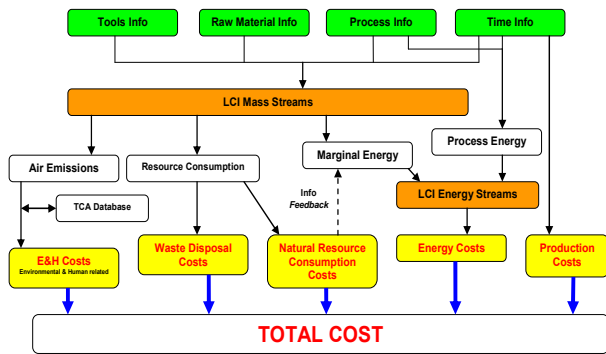 Tools Info
Raw Material Info
Process Info
Time Info
LCI Mass Streams
Process Energy
Air Emissions
Resource Consumption
Marginal Energy
Info
Feedback
LCI Energy Streams
TCA Database
E&H Costs
Environmental & Human related
Waste Disposal
Costs
Natural Resource
Consumption
Costs
Energy Costs
Production
Costs
TOTAL COST